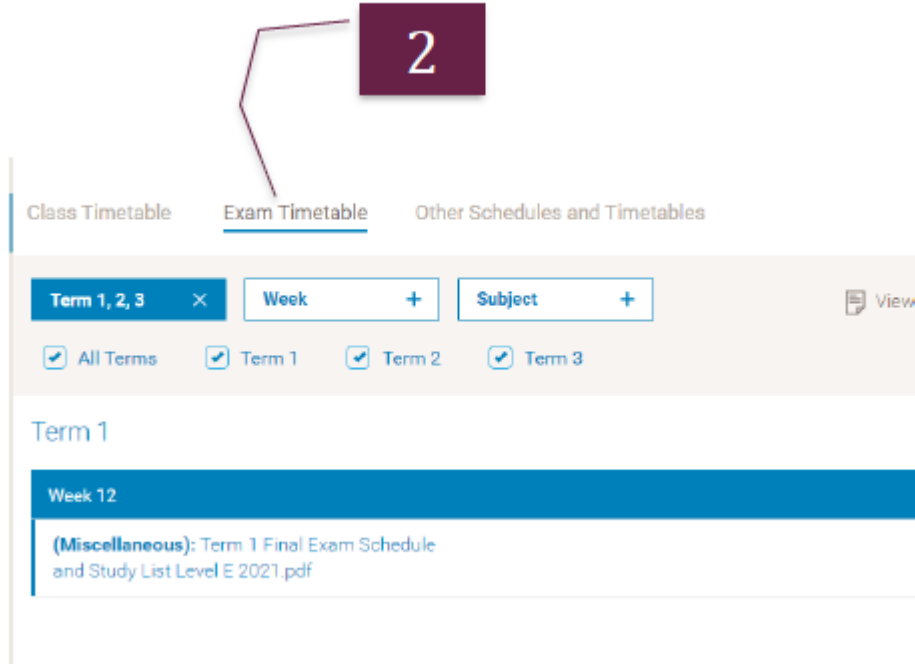 2
Class Timetable Exam Timetable Other Schedules and Timetables
Term 1, 2, 3 × Week + Subject +
View
All Terms Term 1 Term 2 Term 3
Term 1
Week 12
(Miscellaneous): Term 1 Final Exam Schedule
and Study List Level E 2021.pdf